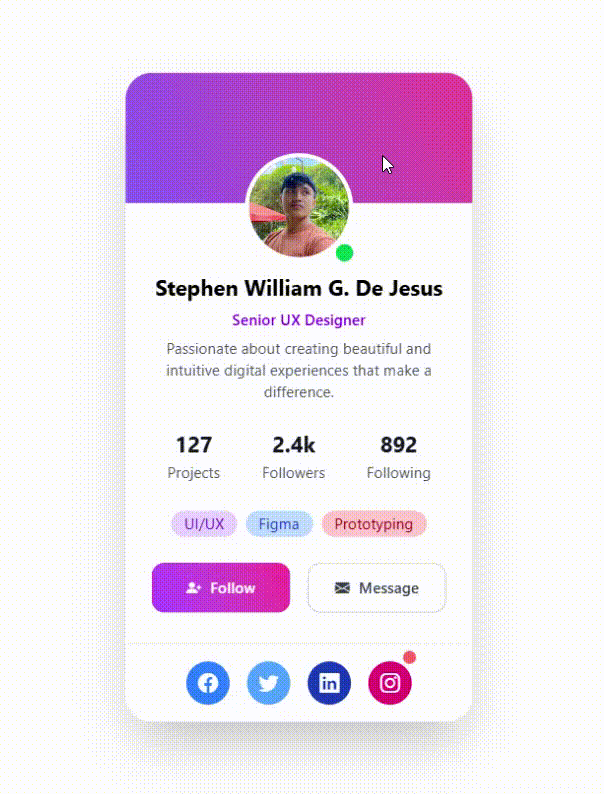 Stephen William G. De Jesus
Senior UX Designer
Passionate about creating beautiful and
intuitive digital experiences that make a
difference.
127 2.4k 892
Projects Followers Following
UI/UX Figma Prototyping
Follow Message
in